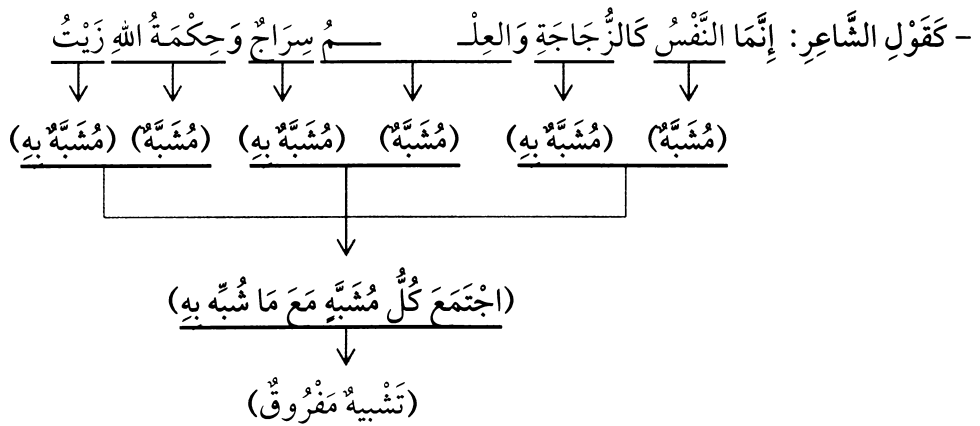 - كَقَوْلِ الشَّاعِرِ: إِنَّمَا النَّفْسُ كَالزُّجَاجَةِ وَالعِلْـــمُ سِرَاجٌ وَحِكْمَةُ اللهِ زَيْتُ
(مُشَبَّهٌ) (مُشَبَّهٌ بِهِ) (مُشَبَّهٌ) (مُشَبَّهٌ بِهِ) (مُشَبَّهٌ) (مُشَبَّهٌ بِهِ)
(اجْتَمَعَ كُلُّ مُشَبَّهٍ مَعَ مَا شُبِّه بِهِ)
(تَشْبِيهٌ مَفْرُوقٌ)